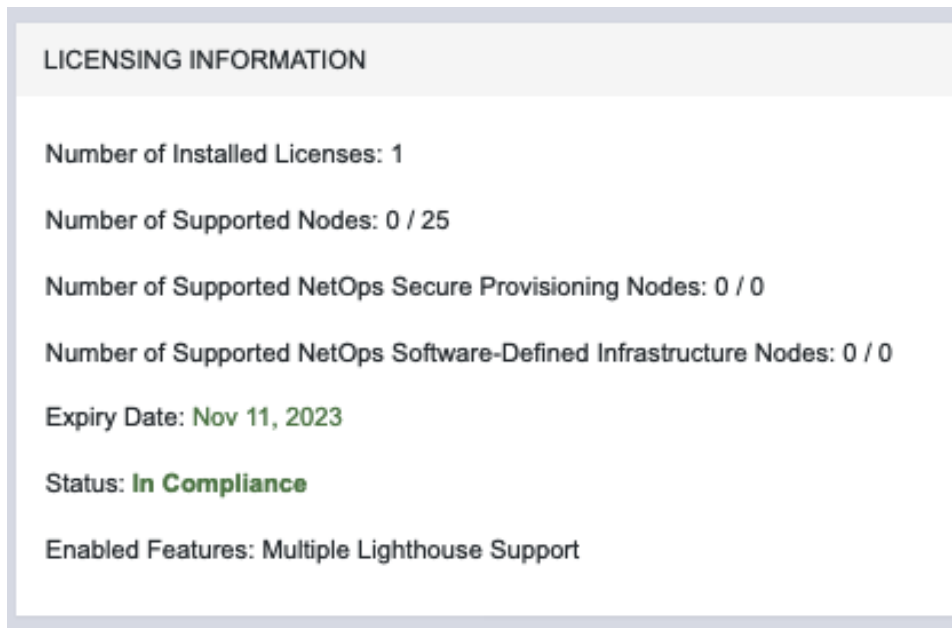 LICENSING INFORMATION
Number of Installed Licenses: 1
Number of Supported Nodes: 0 / 25
Number of Supported NetOps Secure Provisioning Nodes: 0 / 0
Number of Supported NetOps Software-Defined Infrastructure Nodes: 0 / 0
Expiry Date: Nov 11, 2023
Status: In Compliance
Enabled Features: Multiple Lighthouse Support